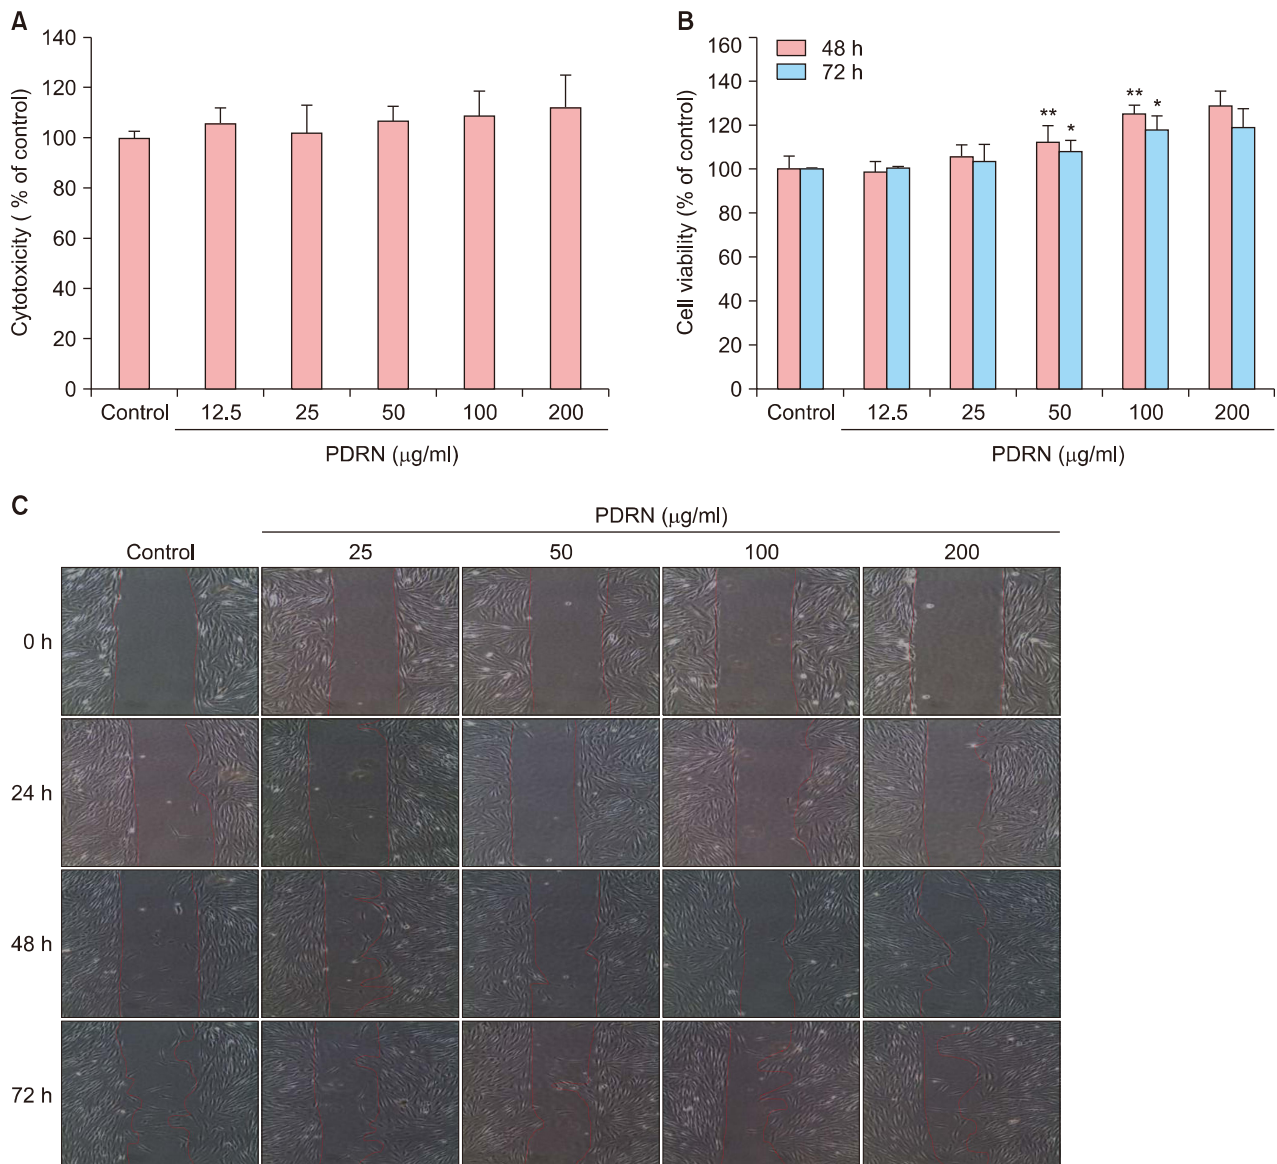 A
Cytotoxicity ( % of control)
140
120
100
80
60
40
20
0
Control 12.5 25 50 100 200
PDRN (μg/ml)
B
Cell viability (% of control)
160
140
120
100
80
60
40
20
0
48 h
72 h
** * ** *
Control 12.5 25 50 100 200
PDRN (μg/ml)
C
PDRN (μg/ml)
Control 25 50 100 200
0 h
24 h
48 h
72 h